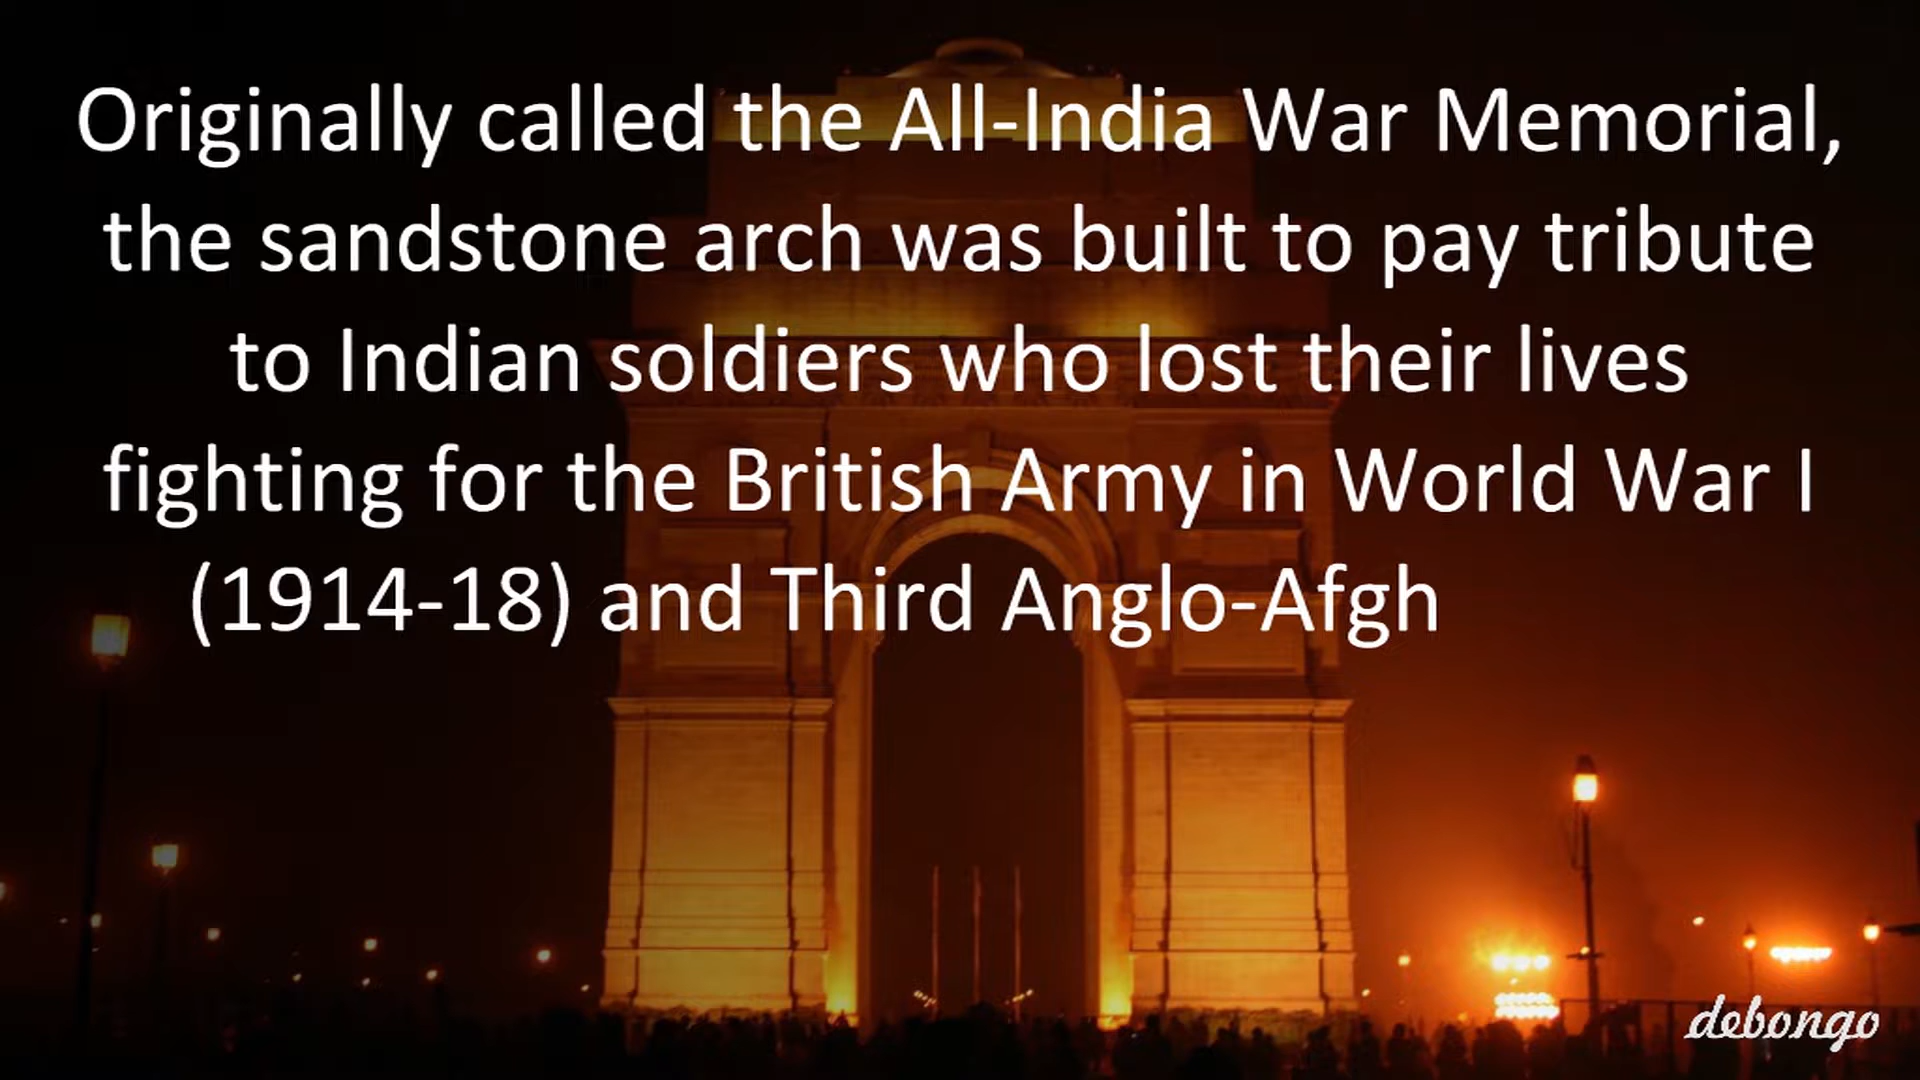 Originally called the All-India War Memorial,
the sandstone arch was built to pay tribute
to Indian soldiers who lost their lives
fighting for the British Army in World War I
(1914-18) and Third Anglo-Afgh
debongo